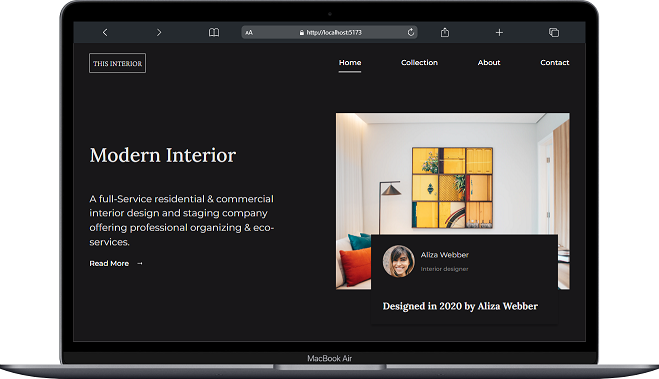 AA
http://localhost:5173
THIS INTERIOR
Home
Collection
About
Contact
Modern Interior
A full-Service residential & commercial
interior design and staging company
offering professional organizing & eco-
services.
Read More →
Aliza Webber
Interior designer
Designed in 2020 by Aliza Webber
MacBook Air